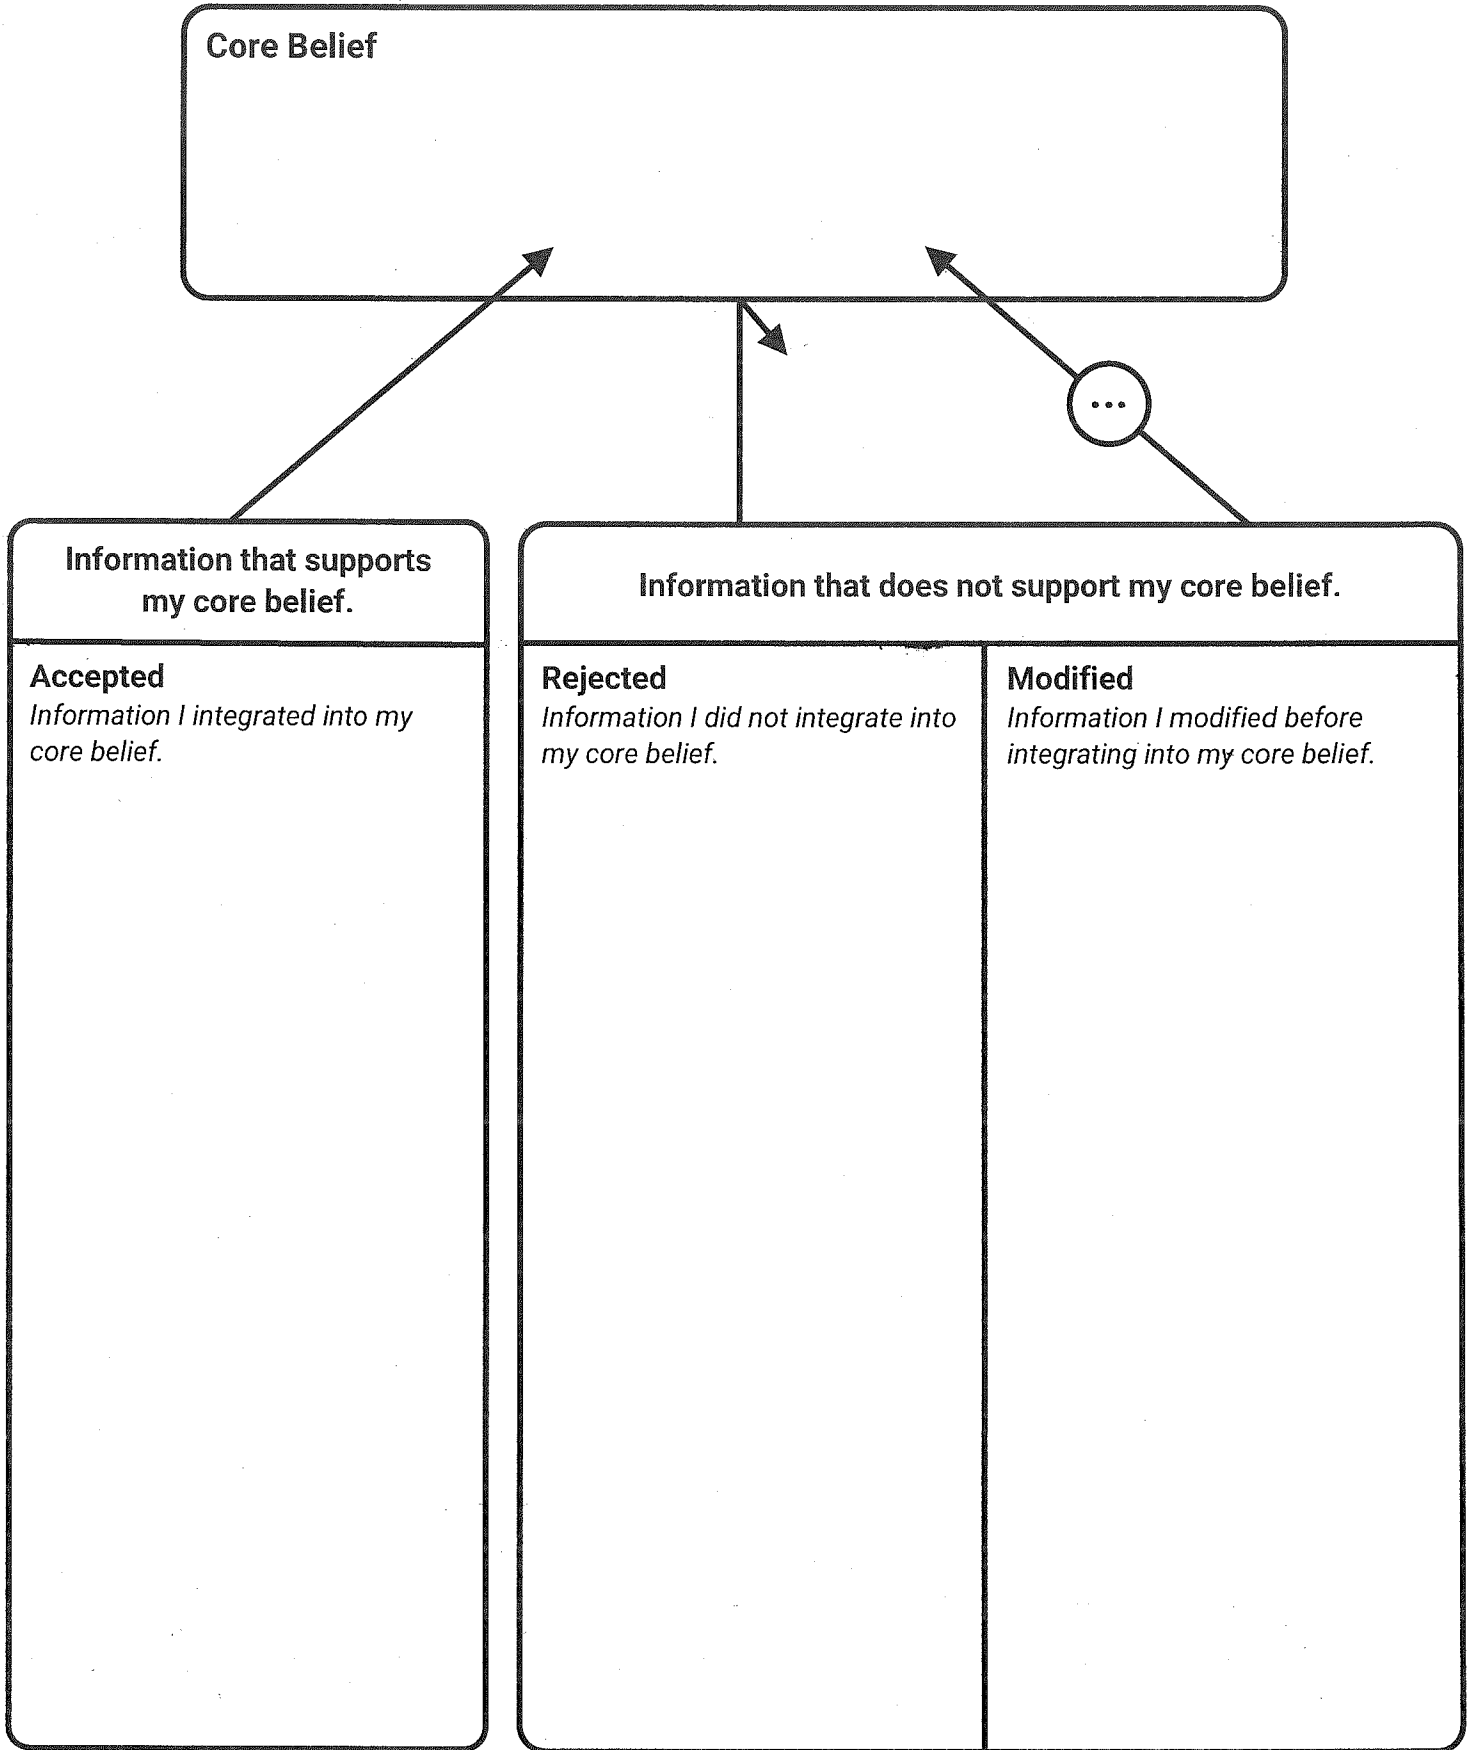 Core Belief
...
Information that supports
my core belief.
Accepted
Information I integrated into my
core belief.
Information that does not support my core belief.
Rejected
Information I did not integrate into
my core belief.
Modified
Information I modified before
integrating into my core belief.